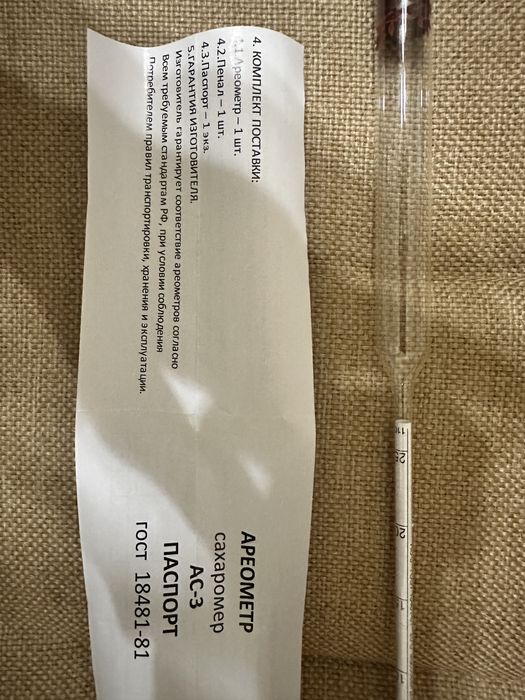 4. КОМПЛЕКТ ПОСТАВКИ:
4.1.Ареометр – 1 шт.
4.2.Пенал – 1 шт.
4.3.Паспорт – 1 экз.
5.ГАРАНТИЯ ИЗГОТОВИТЕЛЯ.
Изготовитель гарантирует соответствие ареометров согласно
Всем требуемым стандартам РФ, при условии соблюдения
Потребителем правил транспортировки, хранения и эксплуатации.
АРЕОМЕТР
сахаромер
АС-3
ПАСПОРТ
ГОСТ 18481-81